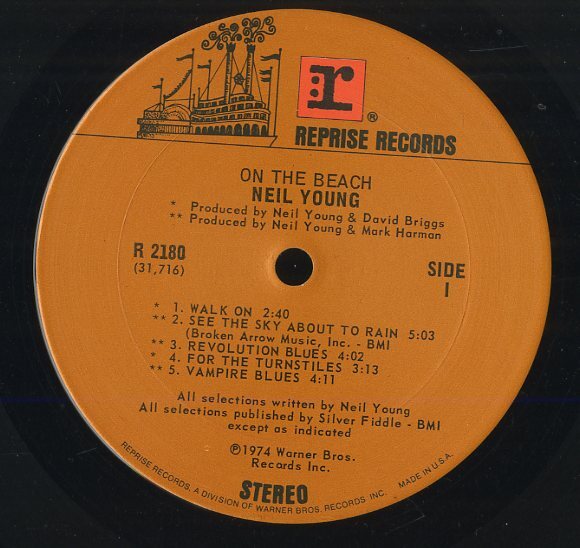 r ®
REPRISE RECORDS
ON THE BEACH
NEIL YOUNG
* Produced by Neil Young & David Briggs
** Produced by Neil Young & Mark Harman
R 2180
(31,716)
SIDE
1
* 1. WALK ON 2:40
** 2. SEE THE SKY ABOUT TO RAIN 5:03
(Broken Arrow Music, Inc. - BMI
** 3. REVOLUTION BLUES 4:02
* 4. FOR THE TURNSTILES 3:13
** 5. VAMPIRE BLUES 4:11
All selections written by Neil Young
All selections published by Silver Fiddle - BMI
except as indicated
℗1974 Warner Bros.
Records Inc.
STEREO
REPRISE RECORDS, A DIVISION OF WARNER BROS. RECORDS INC. MADE IN U.S.A.